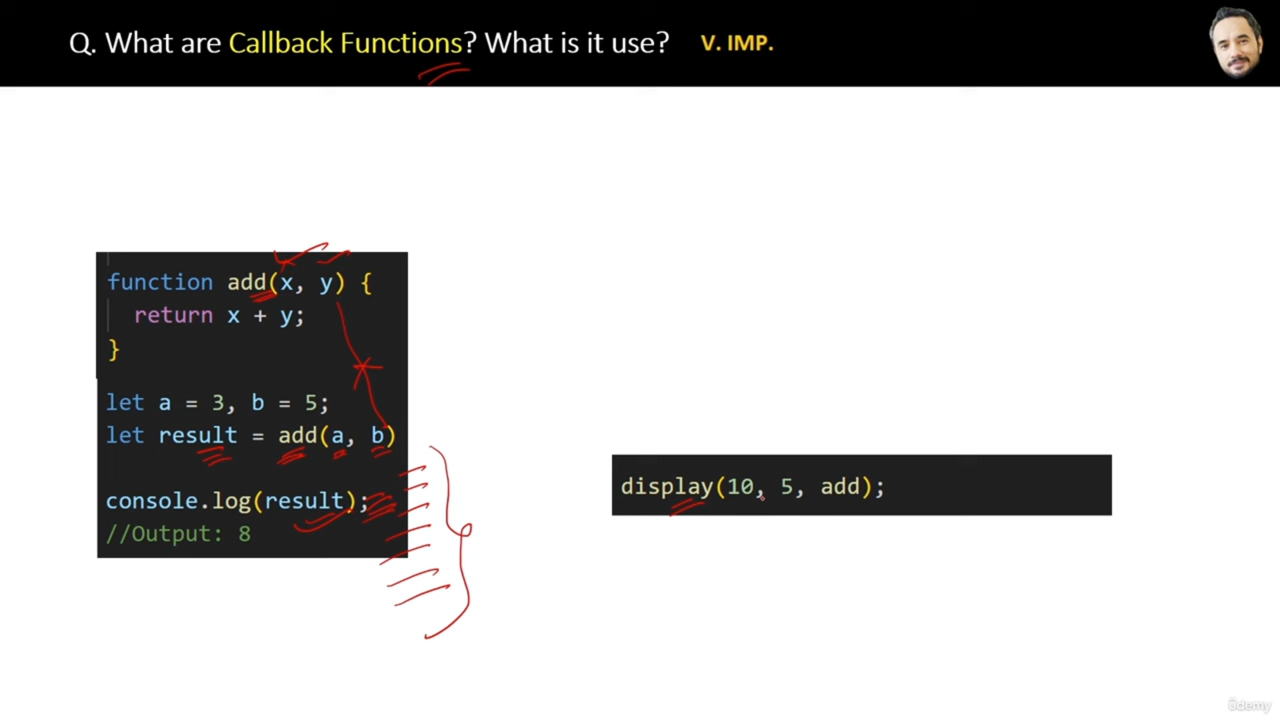 Q. What are Callback Functions? What is it use? V. IMP.
function add(x, y) {
return x + y;
}
let a = 3, b = 5;
let result = add(a, b)
console.log(result);
//Output: 8
display(10, 5, add);
ûdemy